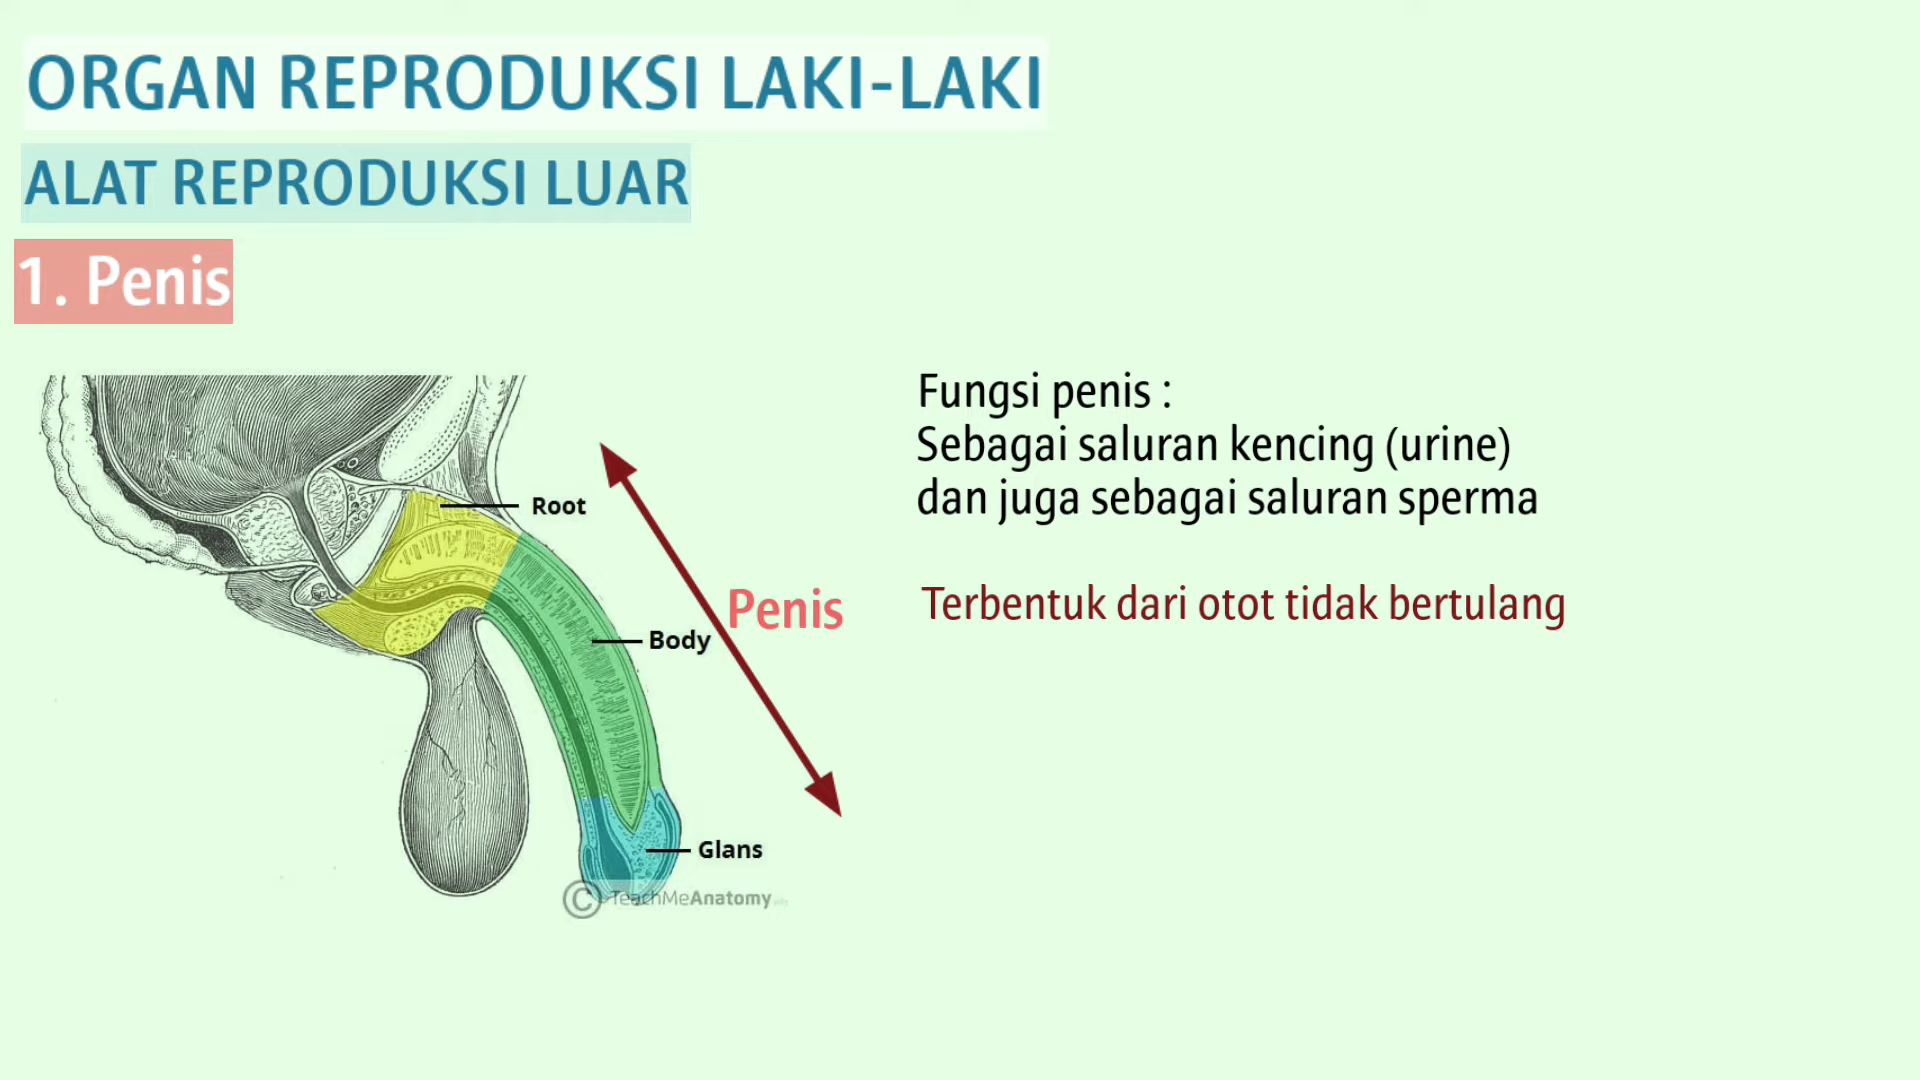 ORGAN REPRODUKSI LAKI-LAKI
ALAT REPRODUKSI LUAR
1. Penis
Fungsi penis :
Sebagai saluran kencing (urine)
dan juga sebagai saluran sperma
Terbentuk dari otot tidak bertulang
Root
Penis
Body
Glans
© TeachMeAnatomy